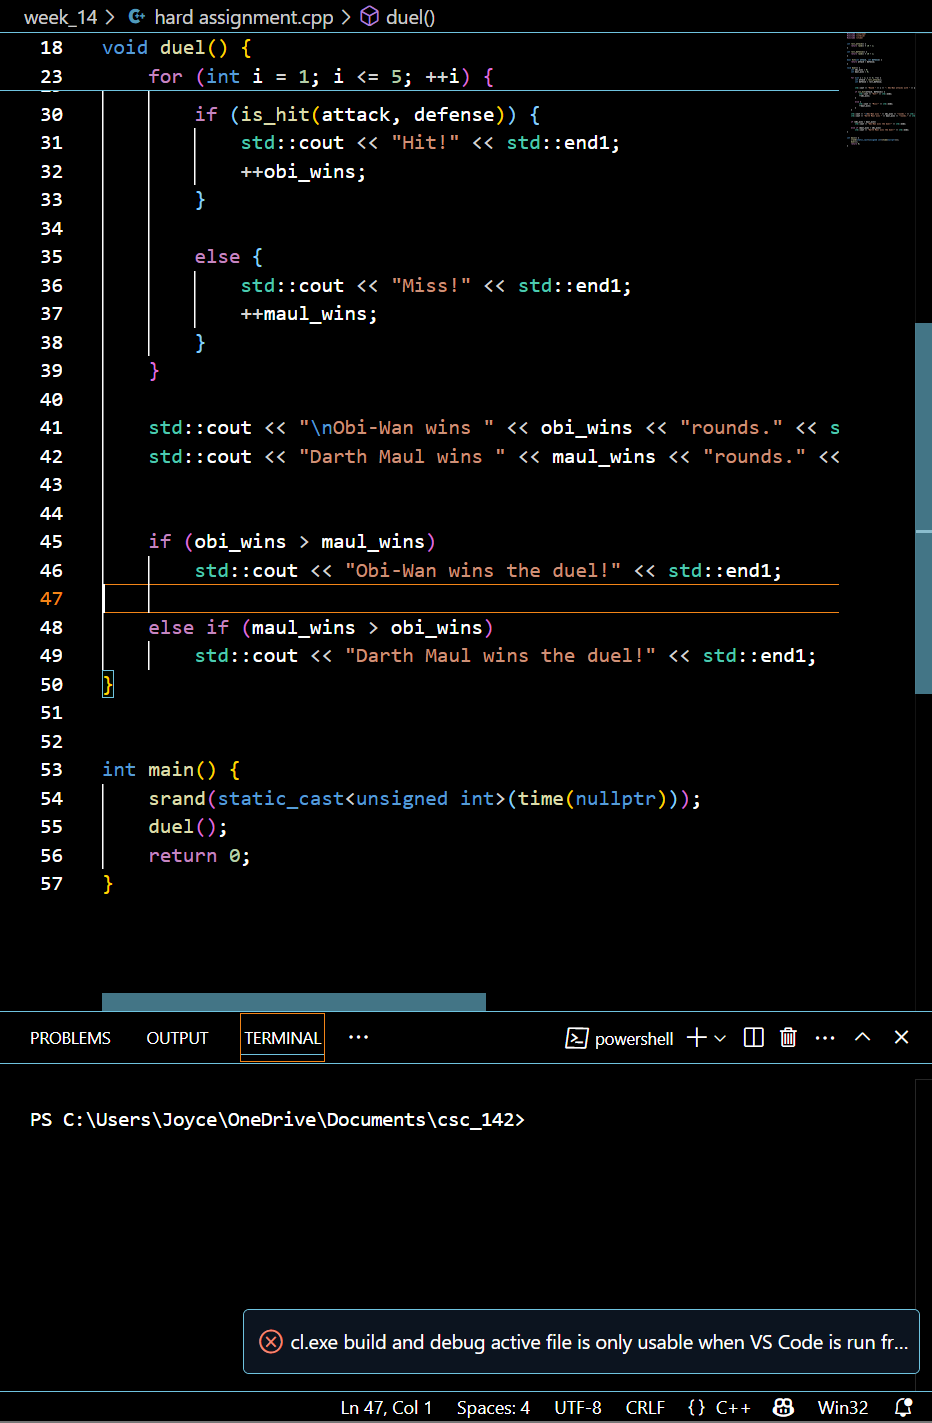 week_14 > hard assignment.cpp > duel()
18 void duel() {
23 for (int i = 1; i <= 5; ++i) {
30 if (is_hit(attack, defense)) {
31 std::cout << "Hit!" << std::end1;
32 ++obi_wins;
33 }
34
35 else {
36 std::cout << "Miss!" << std::end1;
37 ++maul_wins;
38 }
39 }
40
41 std::cout << "\nObi-Wan wins " << obi_wins << "rounds." << s
42 std::cout << "Darth Maul wins " << maul_wins << "rounds." <<
43
44
45 if (obi_wins > maul_wins)
46 std::cout << "Obi-Wan wins the duel!" << std::end1;
47
48 else if (maul_wins > obi_wins)
49 std::cout << "Darth Maul wins the duel!" << std::end1;
50 }
51
52
53 int main() {
54 srand(static_cast<unsigned int>(time(nullptr)));
55 duel();
56 return 0;
57 }
PROBLEMS OUTPUT TERMINAL ... powershell
PS C:\Users\Joyce\OneDrive\Documents\csc_142>
cl.exe build and debug active file is only usable when VS Code is run fr...
Ln 47, Col 1 Spaces: 4 UTF-8 CRLF {} C++ Win32